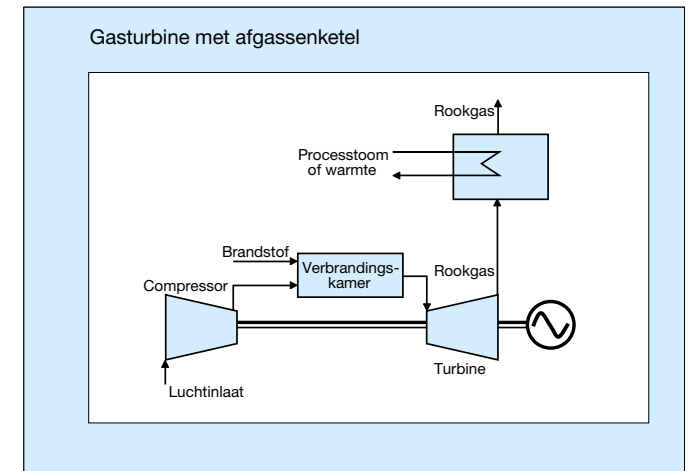 Gasturbine met afgassenketel
Rookgas
Processtoom
of warmte
Brandstof
Verbrandings-
kamer
Rookgas
Compressor
Turbine
Luchtinlaat